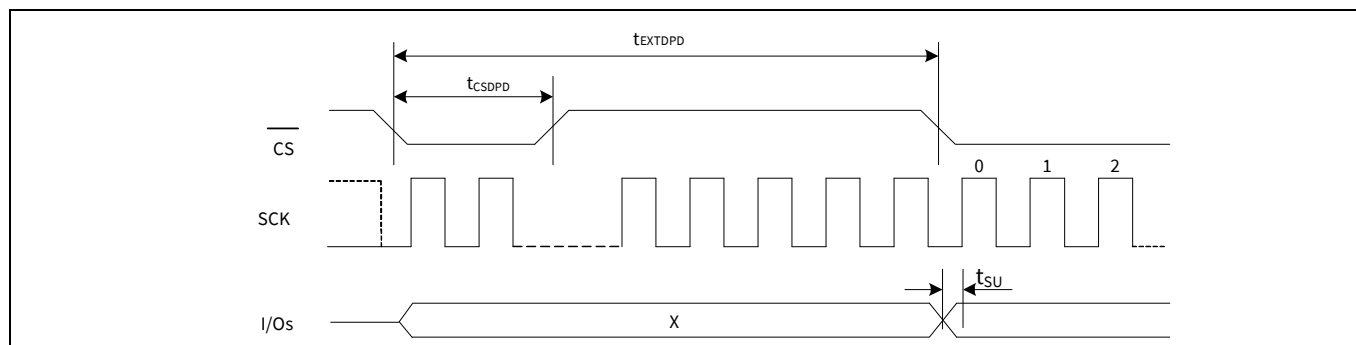 tEXTDPD
tCSDPD
CS
0 1 2
SCK
tSU
X
I/Os